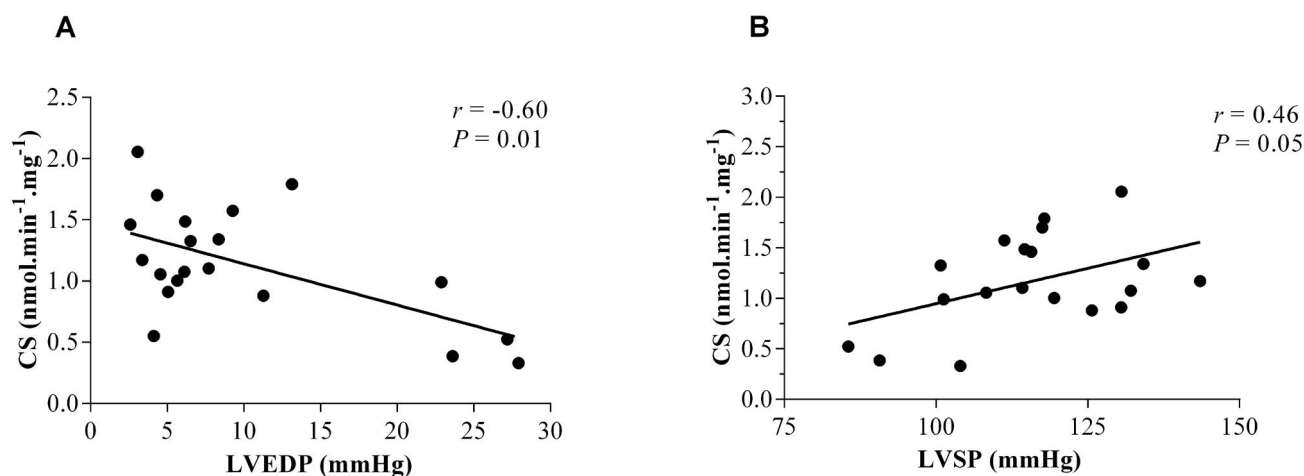 A
r = -0.60
P = 0.01
CS (nmol.min⁻¹.mg⁻¹)
2.5
2.0
1.5
1.0
0.5
0.0
0 5 10 15 20 25 30
LVEDP (mmHg)
B
r = 0.46
P = 0.05
CS (nmol.min⁻¹.mg⁻¹)
3.0
2.5
2.0
1.5
1.0
0.5
0.0
75 100 125 150
LVSP (mmHg)